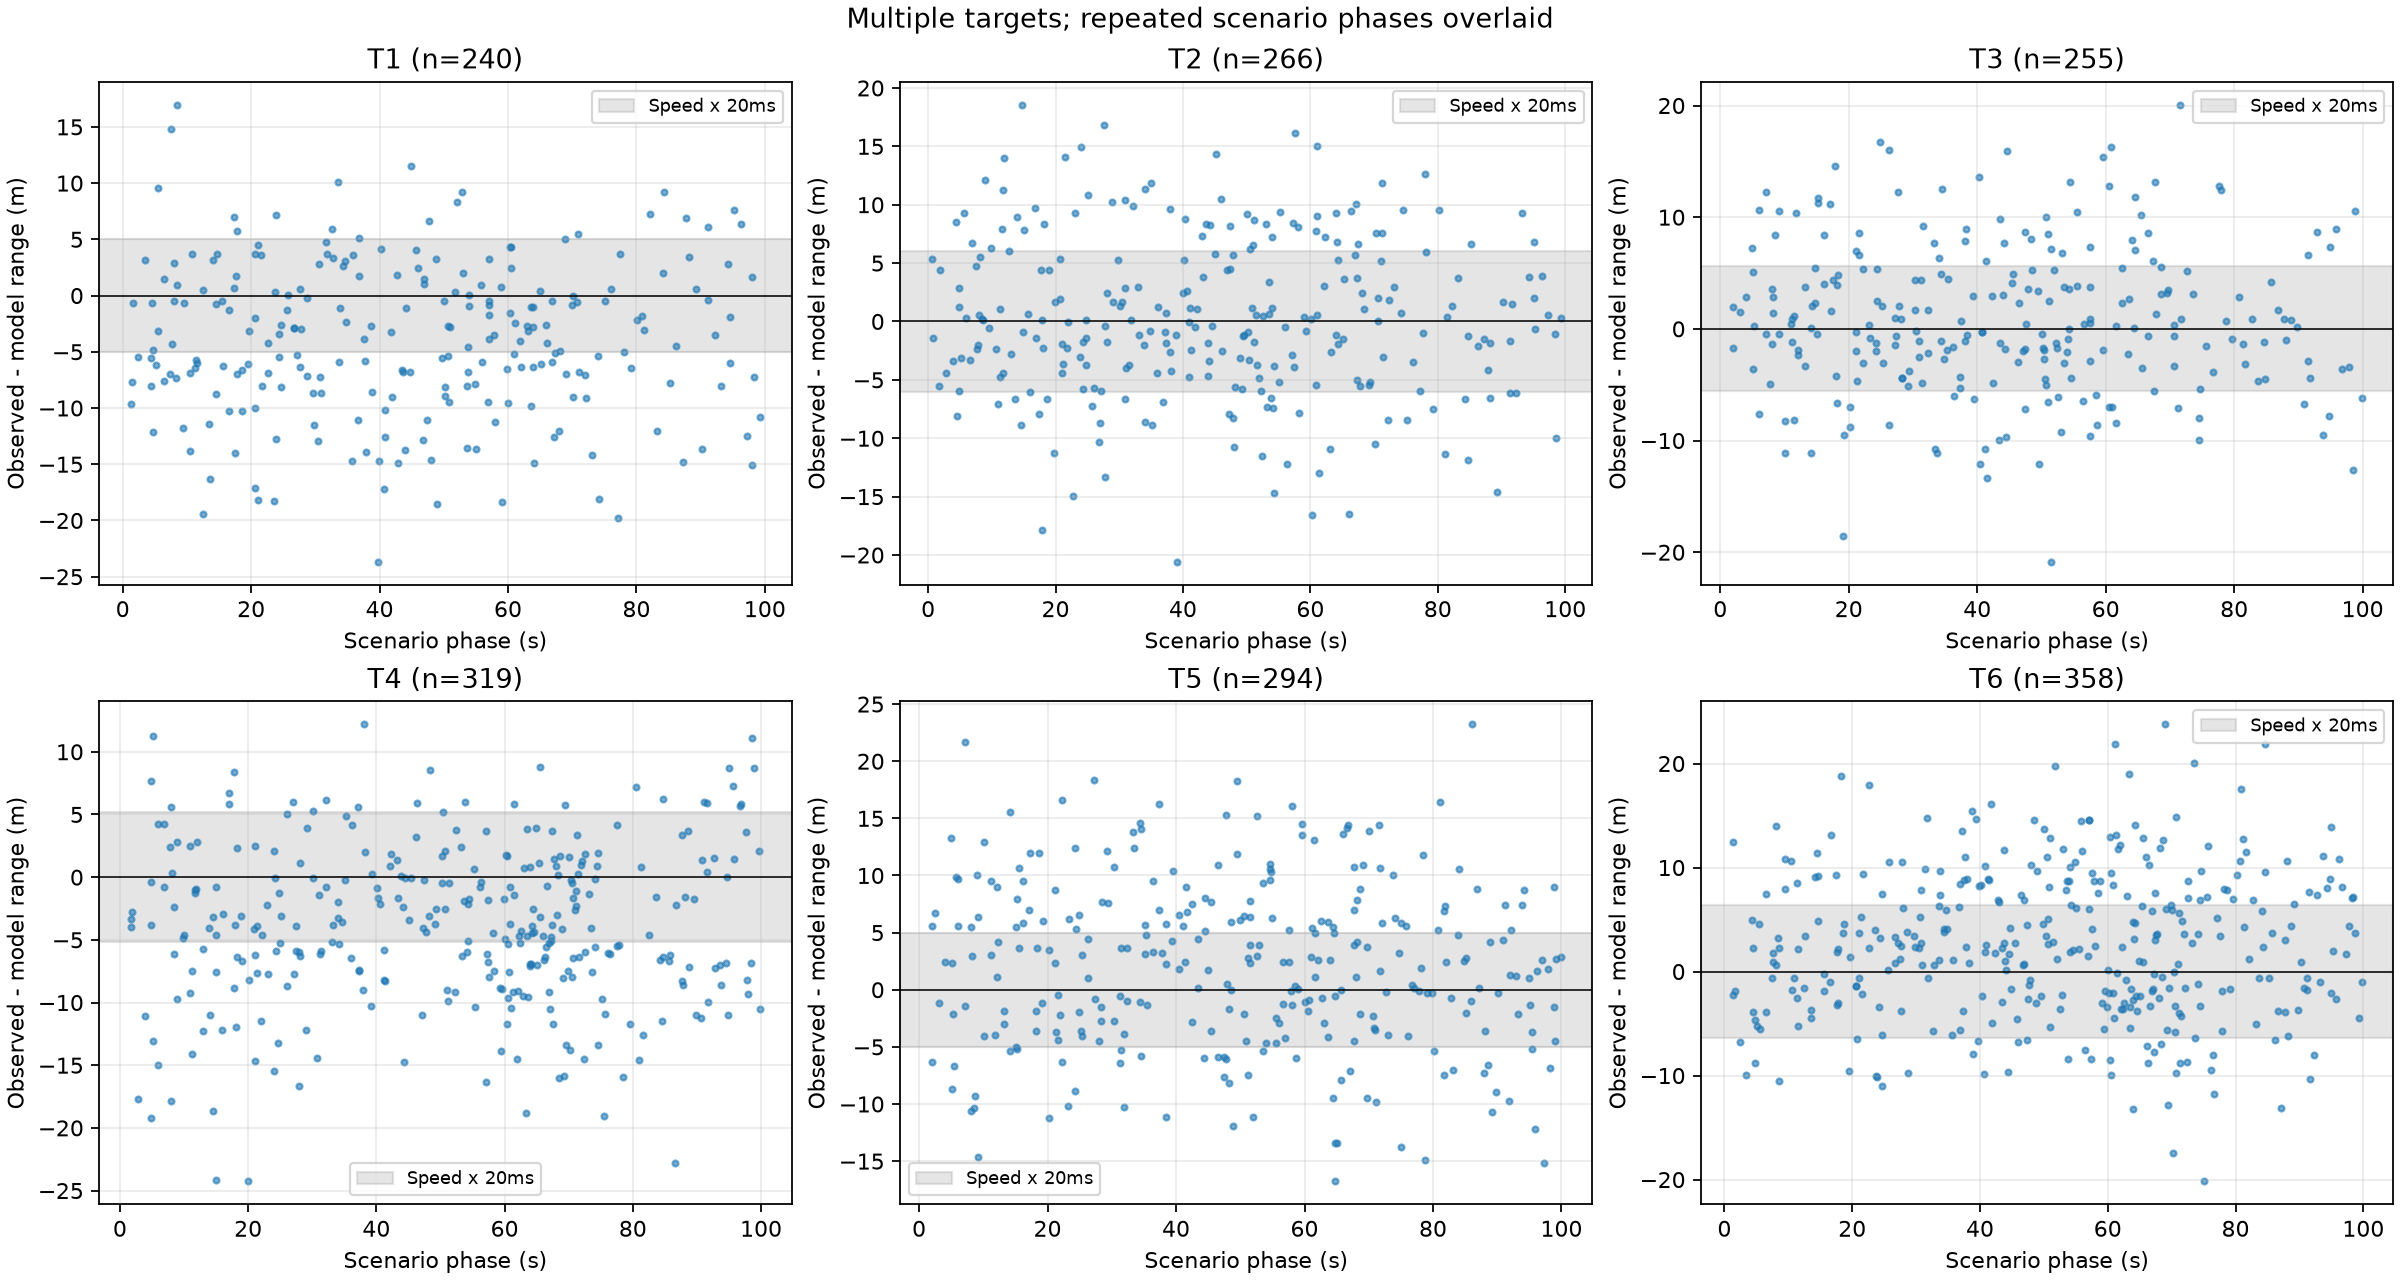 Multiple targets; repeated scenario phases overlaid
T1 (n=240)
Speed x 20ms
15
10
5
0
−5
−10
−15
−20
−25
Observed - model range (m)
0 20 40 60 80 100
Scenario phase (s)
T2 (n=266)
Speed x 20ms
20
15
10
5
0
−5
−10
−15
−20
Observed - model range (m)
0 20 40 60 80 100
Scenario phase (s)
T3 (n=255)
Speed x 20ms
20
10
0
−10
−20
Observed - model range (m)
0 20 40 60 80 100
Scenario phase (s)
T4 (n=319)
10
5
0
−5
−10
−15
−20
−25
Observed - model range (m)
Speed x 20ms
0 20 40 60 80 100
Scenario phase (s)
T5 (n=294)
25
20
15
10
5
0
−5
−10
−15
Observed - model range (m)
Speed x 20ms
0 20 40 60 80 100
Scenario phase (s)
T6 (n=358)
Speed x 20ms
20
10
0
−10
−20
Observed - model range (m)
0 20 40 60 80 100
Scenario phase (s)